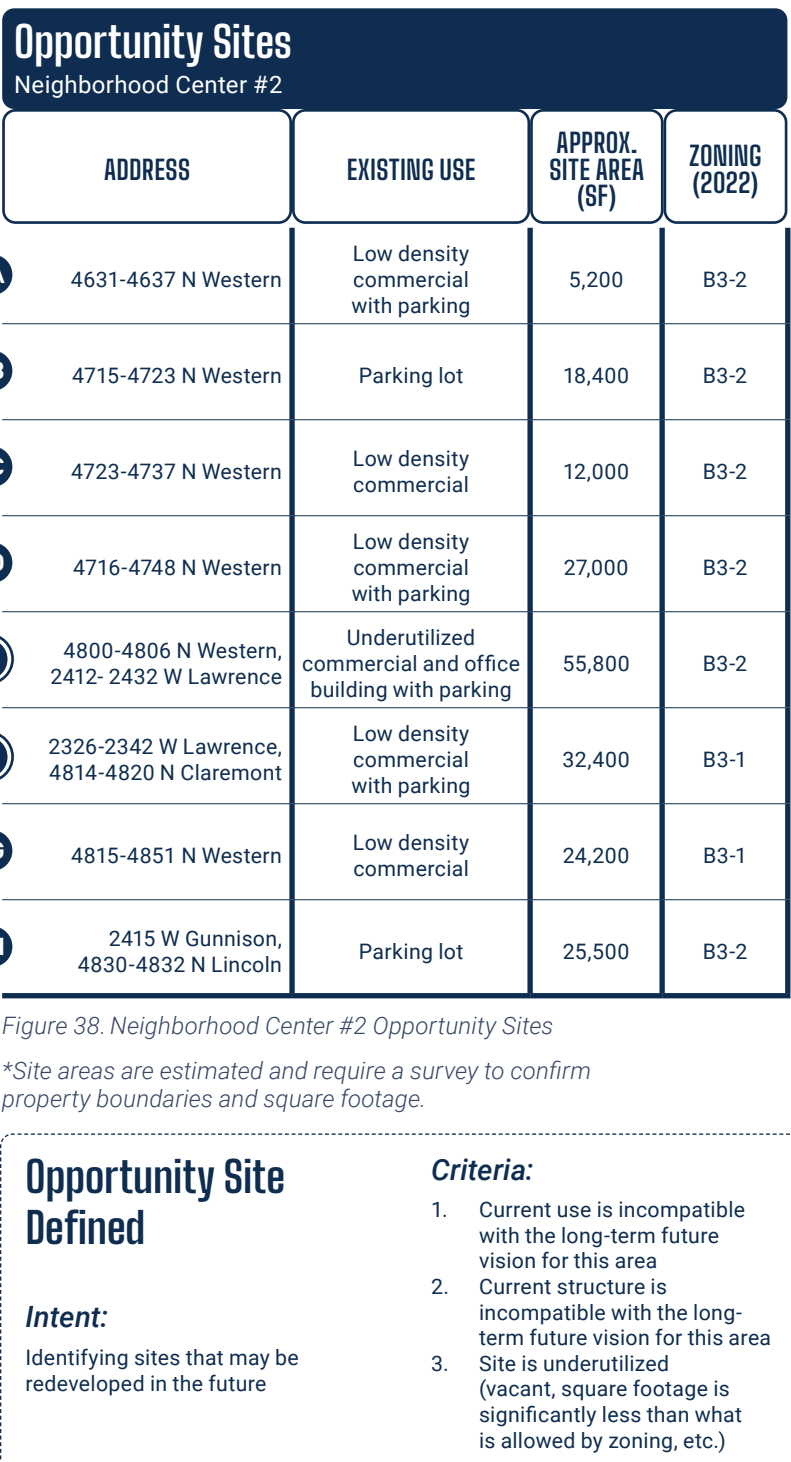 Opportunity Sites
Neighborhood Center #2
ADDRESS
EXISTING USE
APPROX.
SITE AREA
(SF)
ZONING
(2022)
4631-4637 N Western
Low density
commercial
with parking
5,200
B3-2
4715-4723 N Western
Parking lot
18,400
B3-2
4723-4737 N Western
Low density
commercial
12,000
B3-2
4716-4748 N Western
Low density
commercial
with parking
27,000
B3-2
4800-4806 N Western,
2412- 2432 W Lawrence
Underutilized
commercial and office
building with parking
55,800
B3-2
2326-2342 W Lawrence,
4814-4820 N Claremont
Low density
commercial
with parking
32,400
B3-1
4815-4851 N Western
Low density
commercial
24,200
B3-1
2415 W Gunnison,
4830-4832 N Lincoln
Parking lot
25,500
B3-2
Figure 38. Neighborhood Center #2 Opportunity Sites
*Site areas are estimated and require a survey to confirm
property boundaries and square footage.
Opportunity Site
Defined
Intent:
Identifying sites that may be
redeveloped in the future
Criteria:
1. Current use is incompatible
with the long-term future
vision for this area
2. Current structure is
incompatible with the long-
term future vision for this area
3. Site is underutilized
(vacant, square footage is
significantly less than what
is allowed by zoning, etc.)